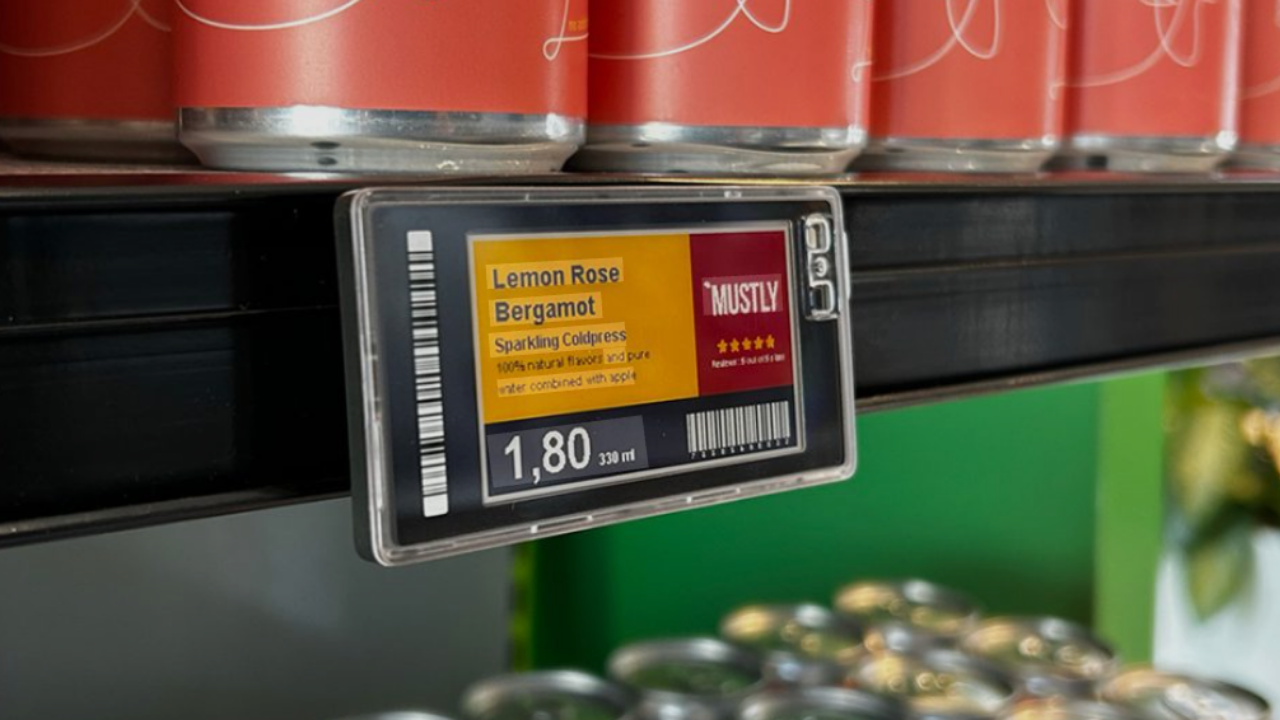 Lemon Rose
Bergamot
Sparkling Coldpress
100% natural flavors and pure
water combined with apple
MUSTLY
1,80 330 ml